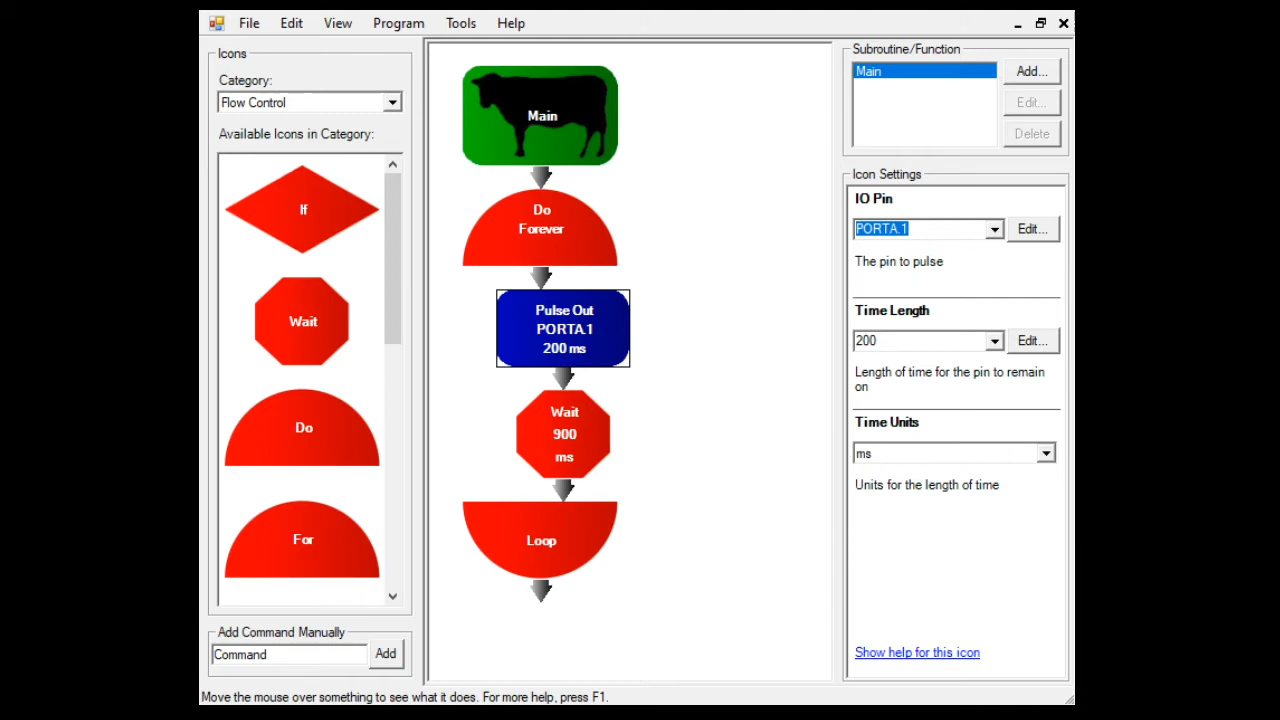 File Edit View Program Tools Help
Icons
Category:
Flow Control
Available Icons in Category:
If
Wait
Do
For
Add Command Manually
Command
Add
Main
Do
Forever
Pulse Out
PORTA.1
200 ms
Wait
900
ms
Loop
Subroutine/Function
Main
Add...
Edit...
Delete
Icon Settings
IO Pin
PORTA.1 Edit...
The pin to pulse
Time Length
200 Edit...
Length of time for the pin to remain
on
Time Units
ms
Units for the length of time
Show help for this icon
Move the mouse over something to see what it does. For more help, press F1.